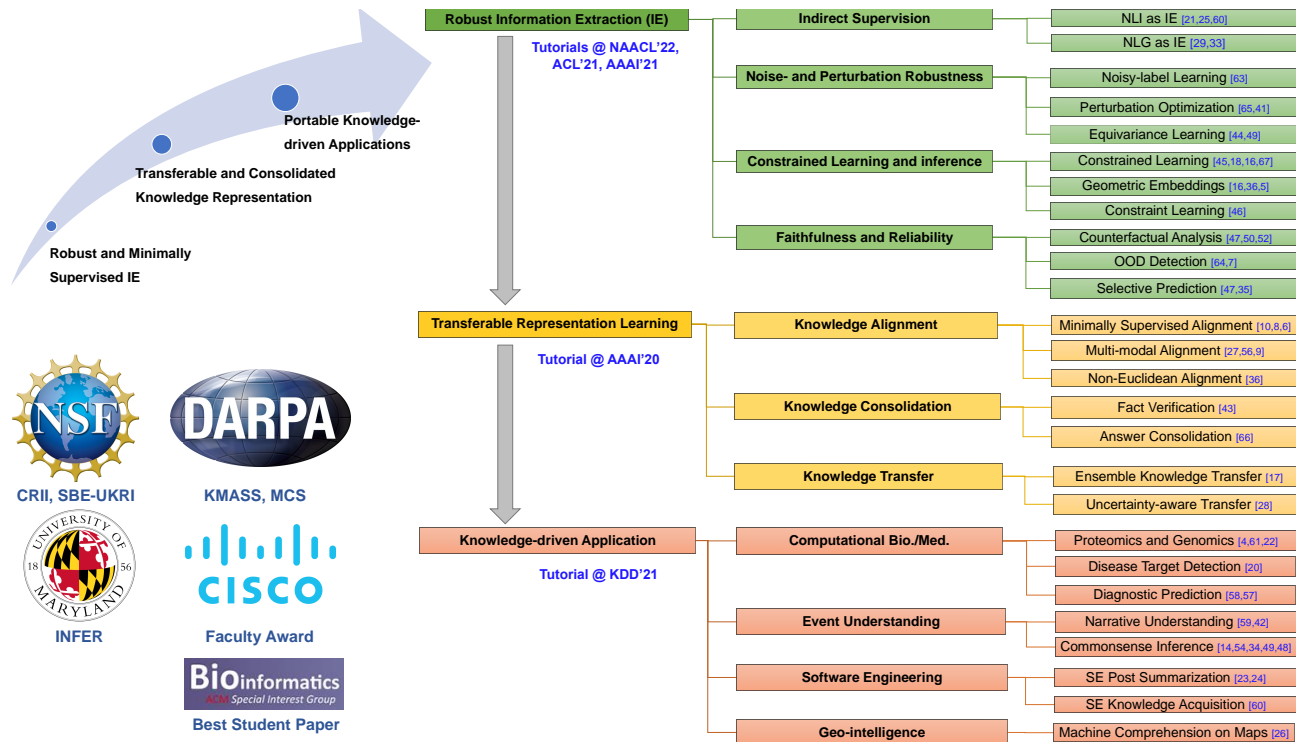 Robust Information Extraction (IE)
Tutorials @ NAACL'22,
ACL'21, AAAI'21
Indirect Supervision
NLI as IE [21,25,60]
NLG as IE [29,33]
Noise- and Perturbation Robustness
Noisy-label Learning [63]
Perturbation Optimization [65,41]
Equivariance Learning [44,49]
Constrained Learning and inference
Constrained Learning [45,18,16,67]
Geometric Embeddings [16,36,5]
Constraint Learning [46]
Faithfulness and Reliability
Counterfactual Analysis [47,50,52]
OOD Detection [64,7]
Selective Prediction [47,35]
Portable Knowledge-
driven Applications
Transferable and Consolidated
Knowledge Representation
Robust and Minimally
Supervised IE
Transferable Representation Learning
Tutorial @ AAAI'20
Knowledge Alignment
Minimally Supervised Alignment [10,8,6]
Multi-modal Alignment [27,56,9]
Non-Euclidean Alignment [36]
Knowledge Consolidation
Fact Verification [43]
Answer Consolidation [66]
Knowledge Transfer
Ensemble Knowledge Transfer [17]
Uncertainty-aware Transfer [28]
Knowledge-driven Application
Tutorial @ KDD'21
Computational Bio./Med.
Proteomics and Genomics [4,61,22]
Disease Target Detection [20]
Diagnostic Prediction [58,57]
Event Understanding
Narrative Understanding [59,42]
Commonsense Inference [14,54,34,49,48]
Software Engineering
SE Post Summarization [23,24]
SE Knowledge Acquisition [60]
Geo-intelligence
Machine Comprehension on Maps [26]
NSF
CRII, SBE-UKRI
DARPA
KMASS, MCS
UNIVERSITY OF
18 56
MARYLAND
INFER
CISCO
Faculty Award
Bioinformatics
ACM Special Interest Group
Best Student Paper